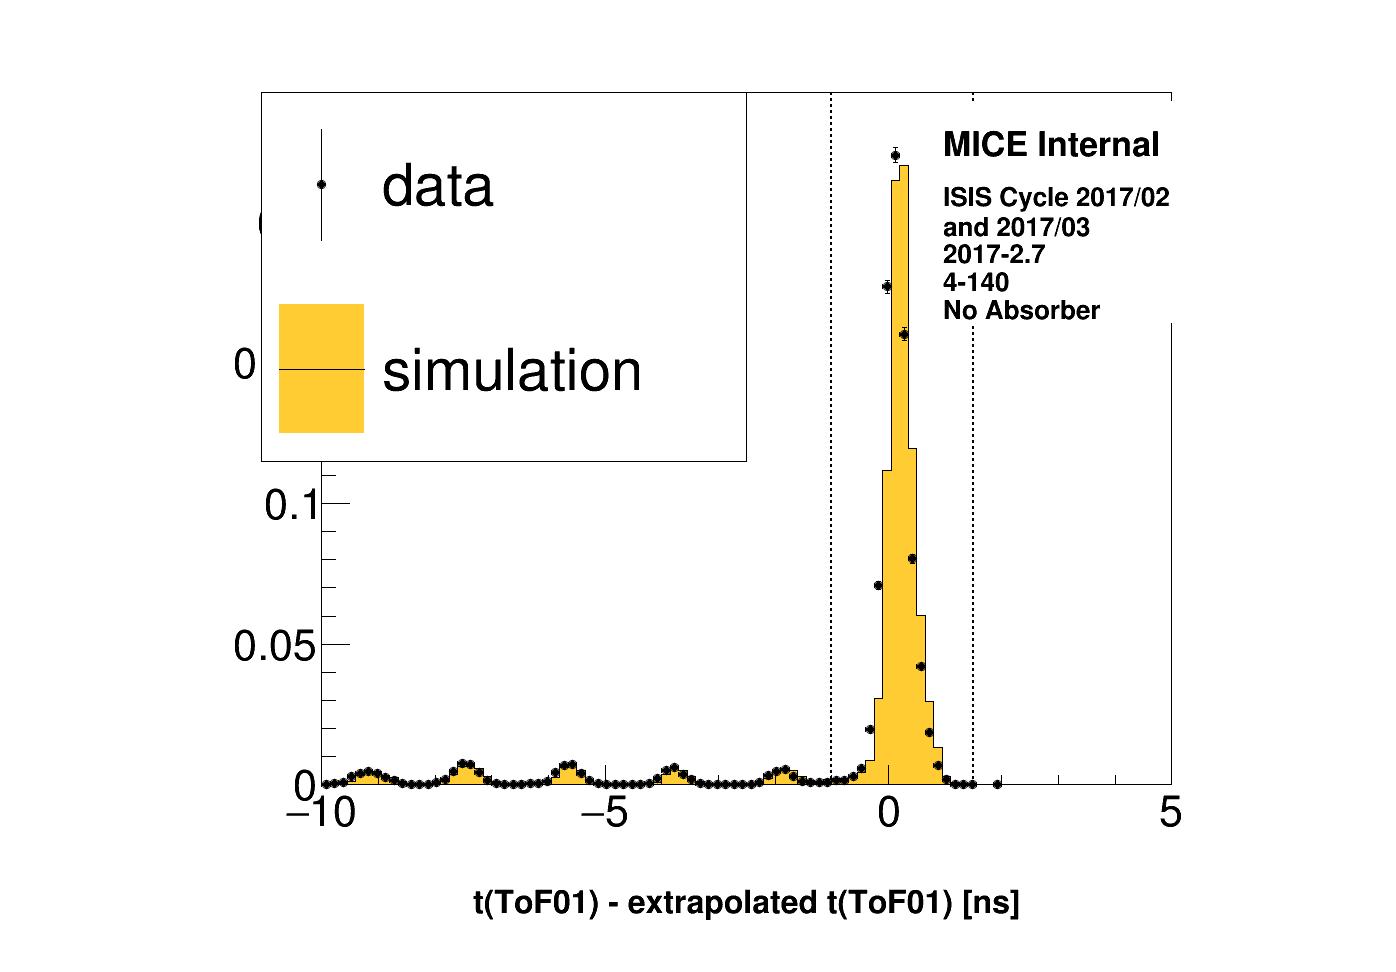 MICE Internal
data
ISIS Cycle 2017/02
and 2017/03
2017-2.7
4-140
No Absorber
simulation
0.1
0.05
0
−10
−5
0
5
t(ToF01) - extrapolated t(ToF01) [ns]